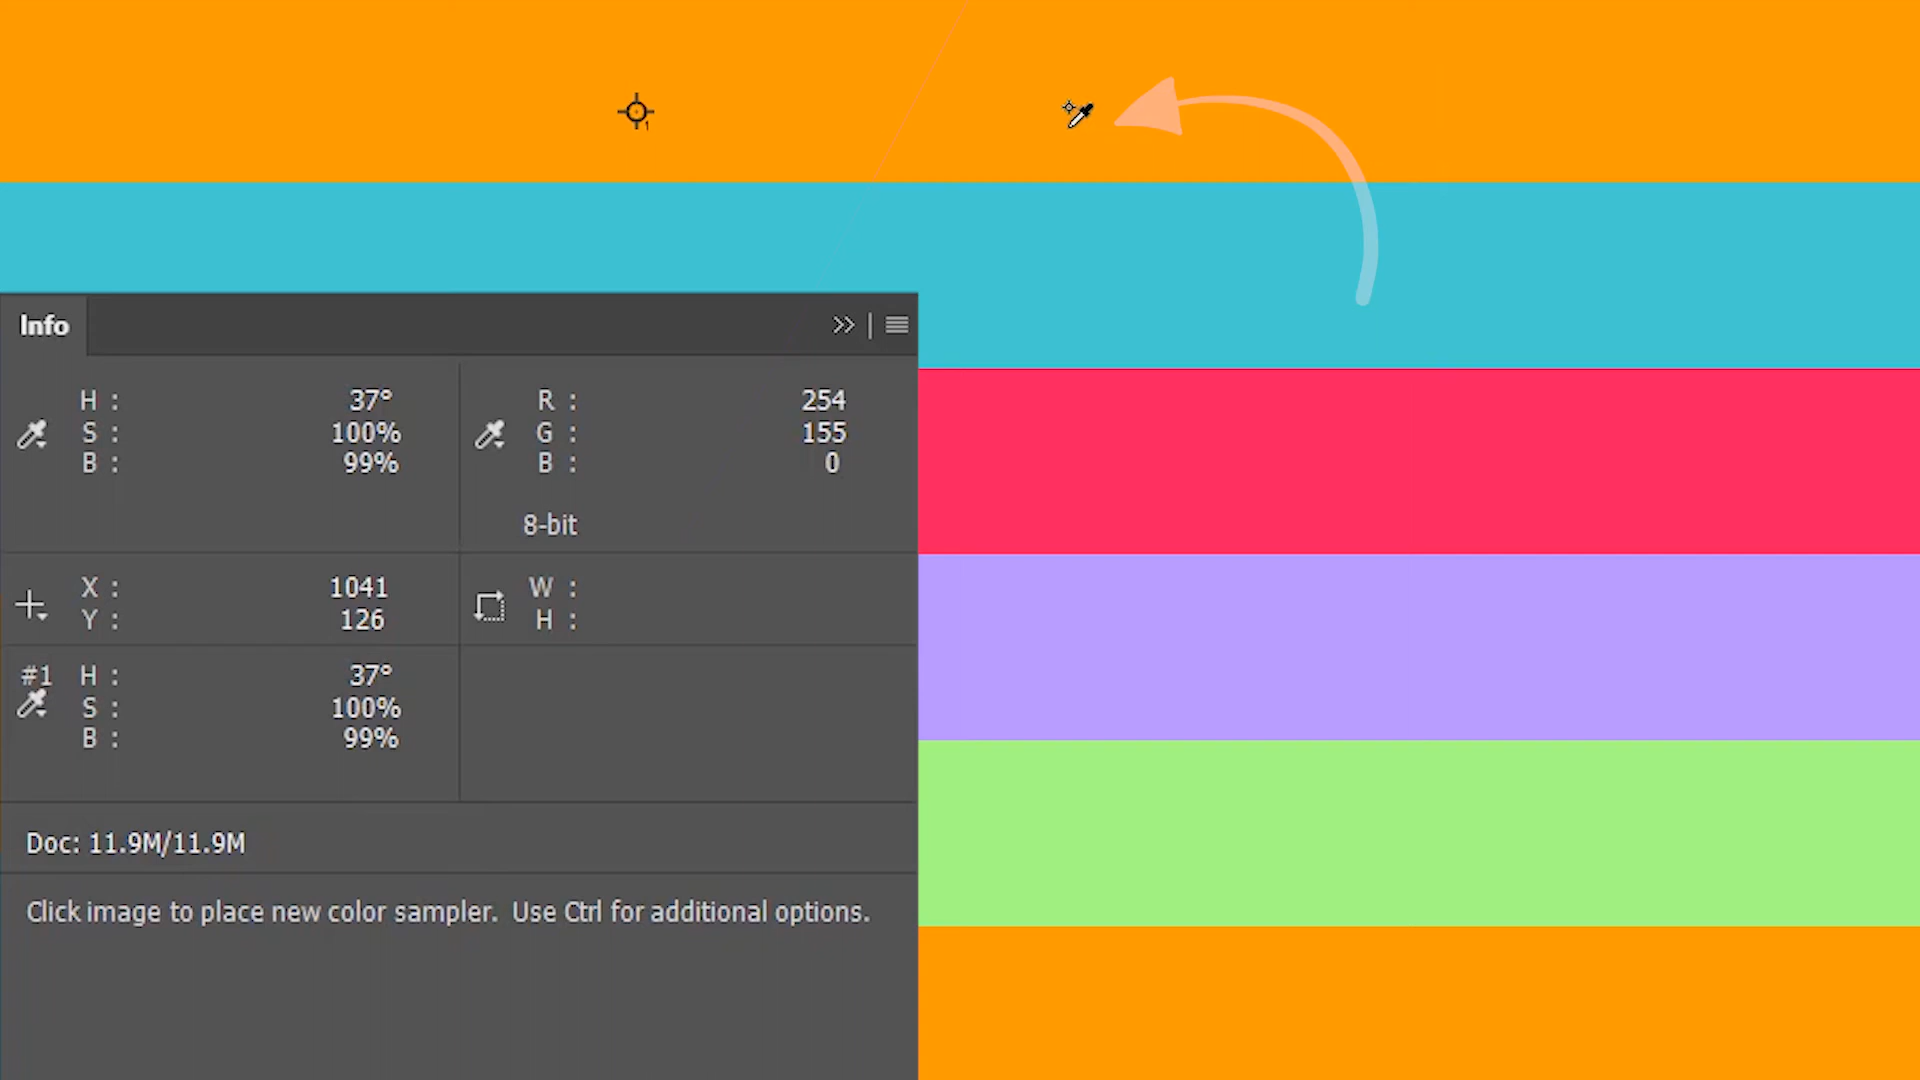 Info
H : 37° R : 254
S : 100% G : 155
B : 99% B : 0
8-bit
X : 1041 W :
Y : 126 H :
#1 H : 37°
S : 100%
B : 99%
Doc: 11.9M/11.9M
Click image to place new color sampler. Use Ctrl for additional options.
1